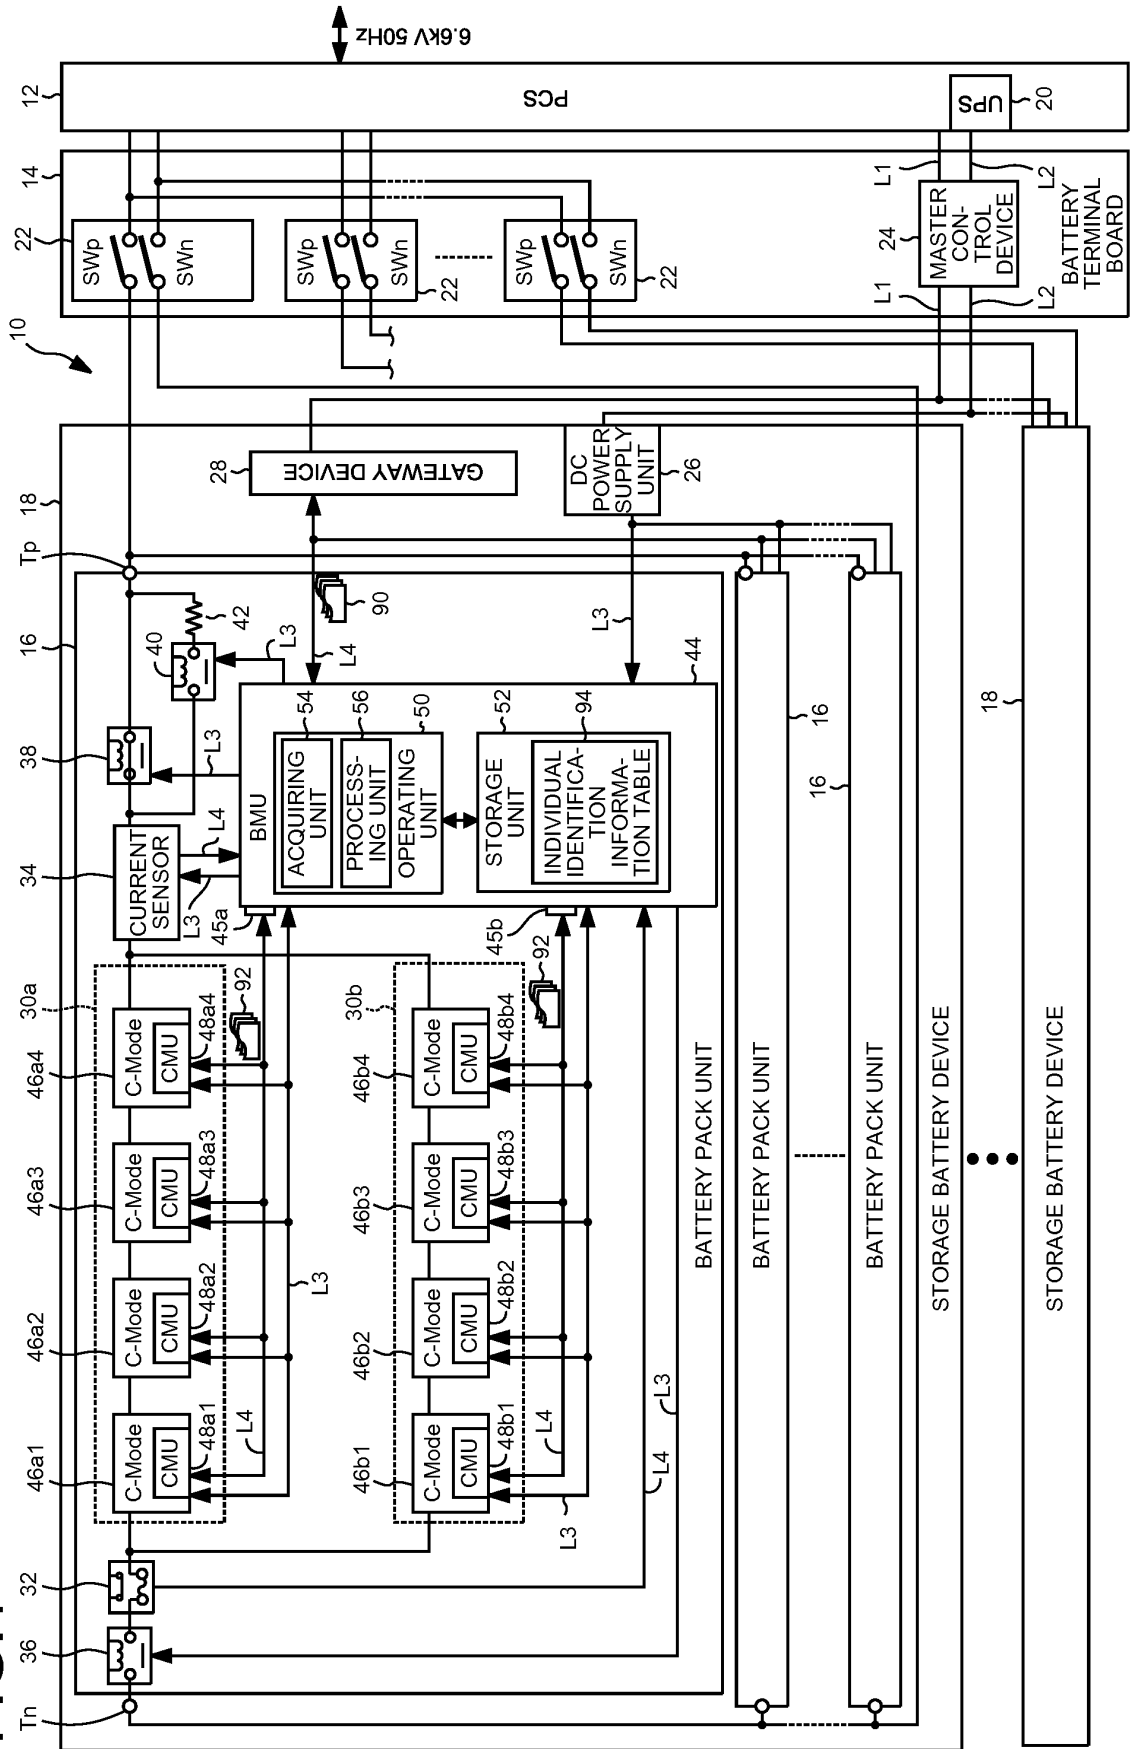 10
12
14
PCS
6.6kV 50Hz
UPS
20
22
SWp
SWn
SWp
SWn
22
SWp
SWn
22
L1
L2
24
MASTER
CON-
TROL
DEVICE
L1
L2
BATTERY
TERMINAL
BOARD
18
Tp
28
GATEWAY DEVICE
DC
POWER
SUPPLY
UNIT
26
16
38
40
42
L3
L3
L4
90
L3
34
CURRENT
SENSOR
L3
L4
44
BMU
54
ACQUIRING
UNIT
56
PROCESS-
ING UNIT
50
OPERATING
UNIT
52
STORAGE
UNIT
94
INDIVIDUAL
IDENTIFICA-
TION
INFORMA-
TION TABLE
45a
45b
92
92
30a
46a1
C-Mode
CMU
48a1
46a2
C-Mode
CMU
48a2
46a3
C-Mode
CMU
48a3
46a4
C-Mode
CMU
48a4
L4
L3
30b
46b1
C-Mode
CMU
48b1
46b2
C-Mode
CMU
48b2
46b3
C-Mode
CMU
48b3
46b4
C-Mode
CMU
48b4
L4
L3
L4
L3
32
36
Tn
BATTERY PACK UNIT
16
BATTERY PACK UNIT
16
BATTERY PACK UNIT
STORAGE BATTERY DEVICE
18
STORAGE BATTERY DEVICE